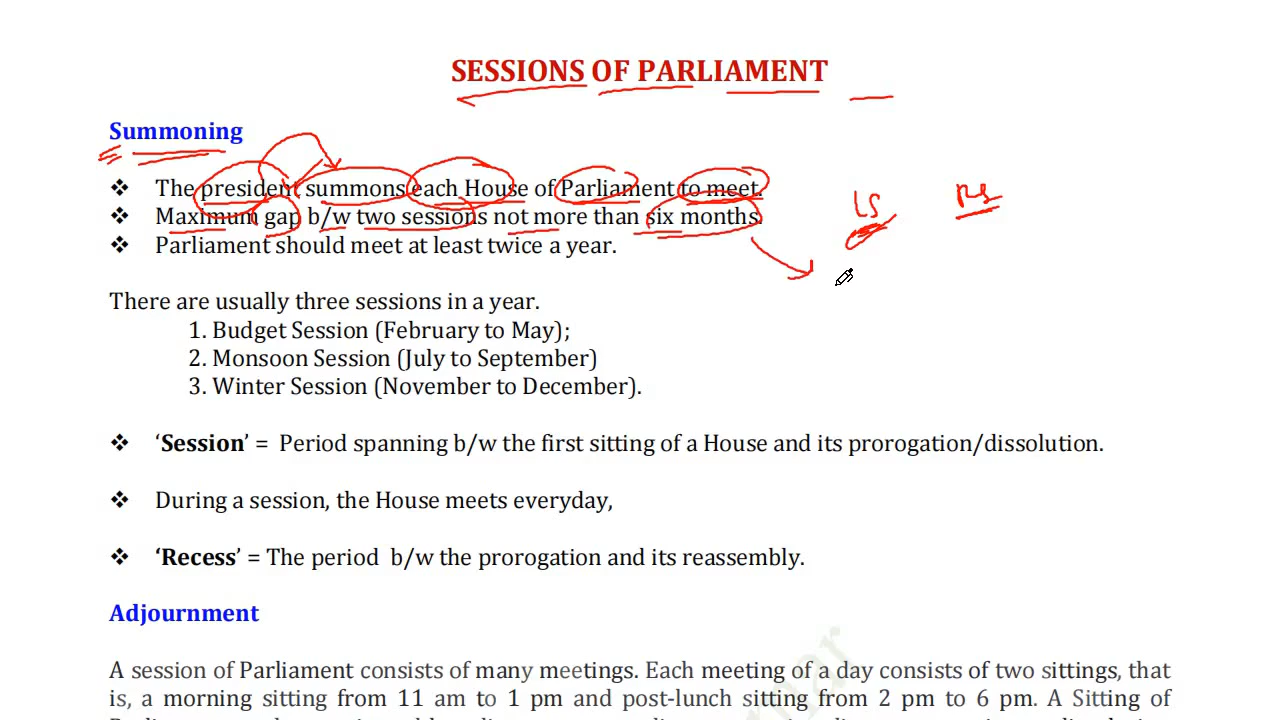 SESSIONS OF PARLIAMENT
Summoning
❖ The president summons each House of Parliament to meet.
❖ Maximum gap b/w two sessions not more than six months.
❖ Parliament should meet at least twice a year.
LS RS
There are usually three sessions in a year.
1. Budget Session (February to May);
2. Monsoon Session (July to September)
3. Winter Session (November to December).
❖ ‘Session’ = Period spanning b/w the first sitting of a House and its prorogation/dissolution.
❖ During a session, the House meets everyday,
❖ ‘Recess’ = The period b/w the prorogation and its reassembly.
Adjournment
A session of Parliament consists of many meetings. Each meeting of a day consists of two sittings, that
is, a morning sitting from 11 am to 1 pm and post-lunch sitting from 2 pm to 6 pm. A Sitting of